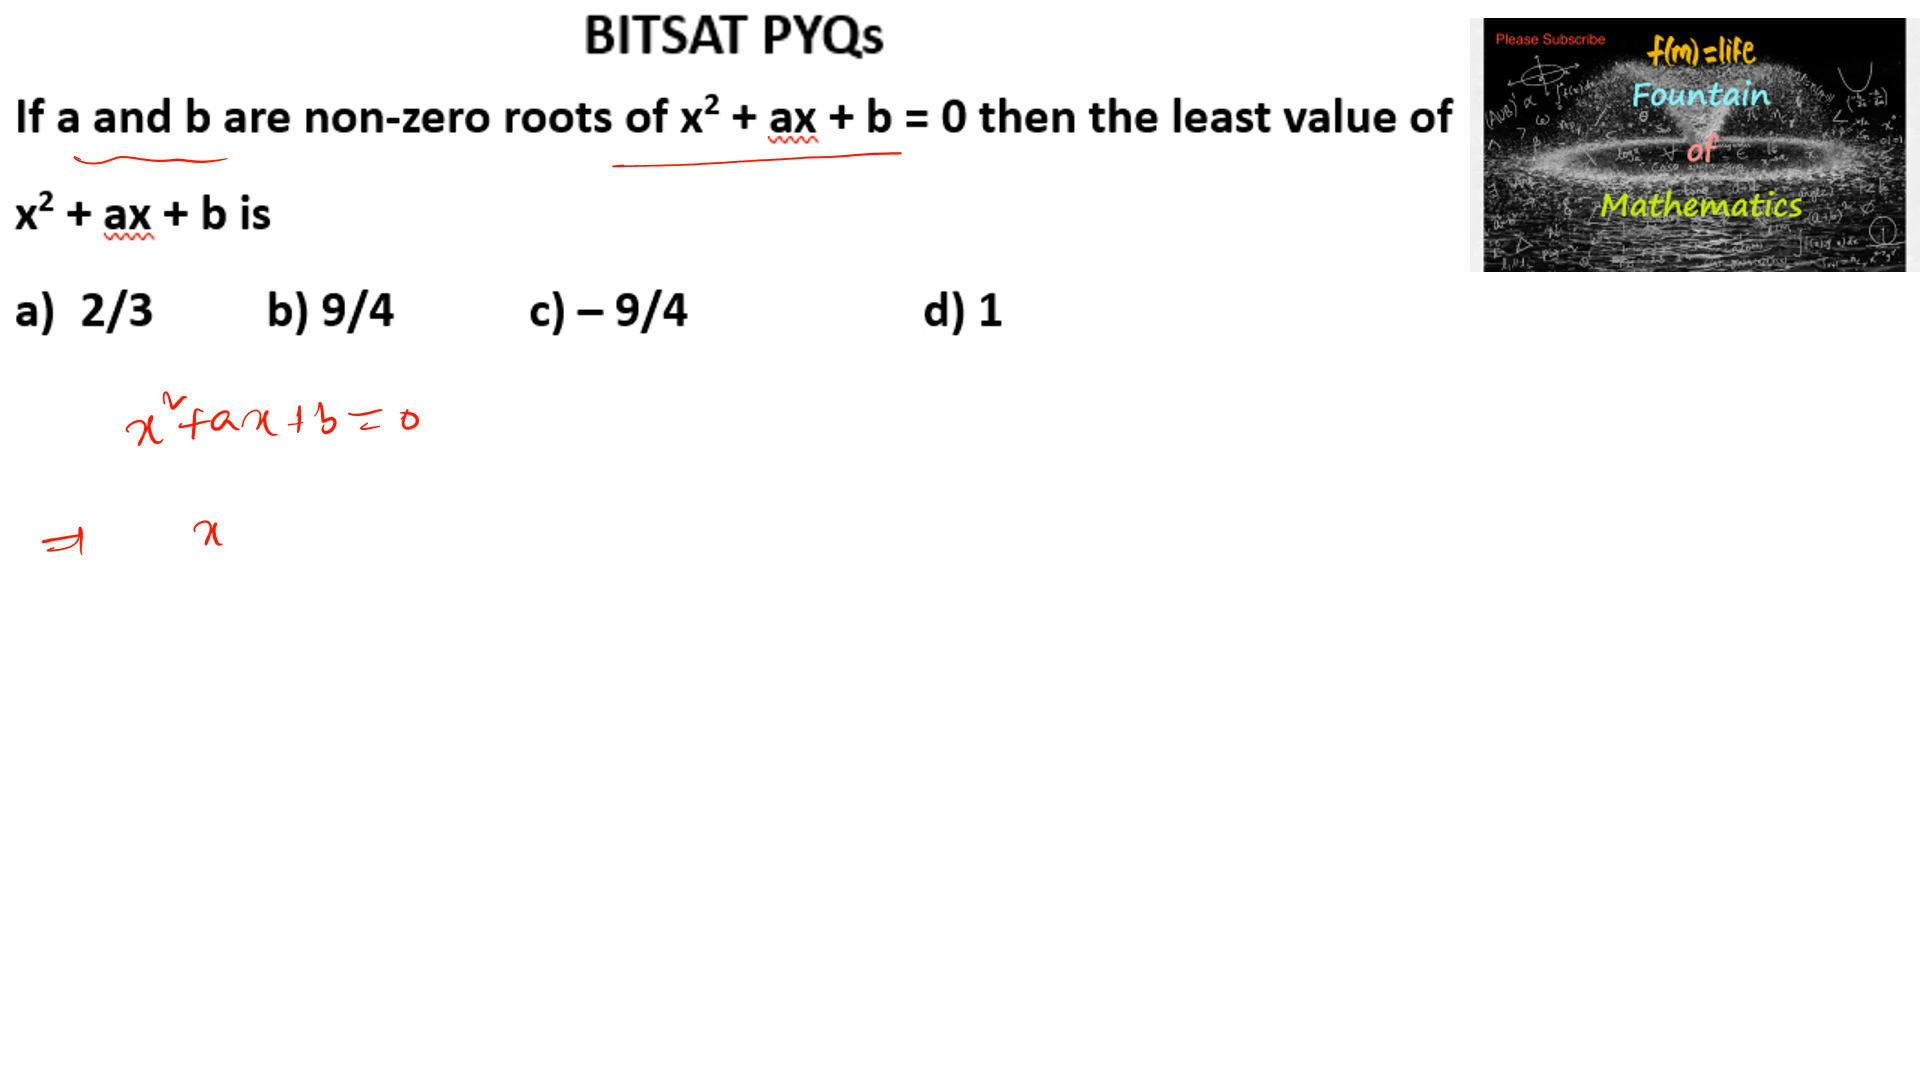 BITSAT PYQs
If a and b are non-zero roots of x² + ax + b = 0 then the least value of
x² + ax + b is
a) 2/3 b) 9/4 c) – 9/4 d) 1
x² + ax + b = 0
⇒ x
Please Subscribe
f(m)=life
Fountain
of
Mathematics